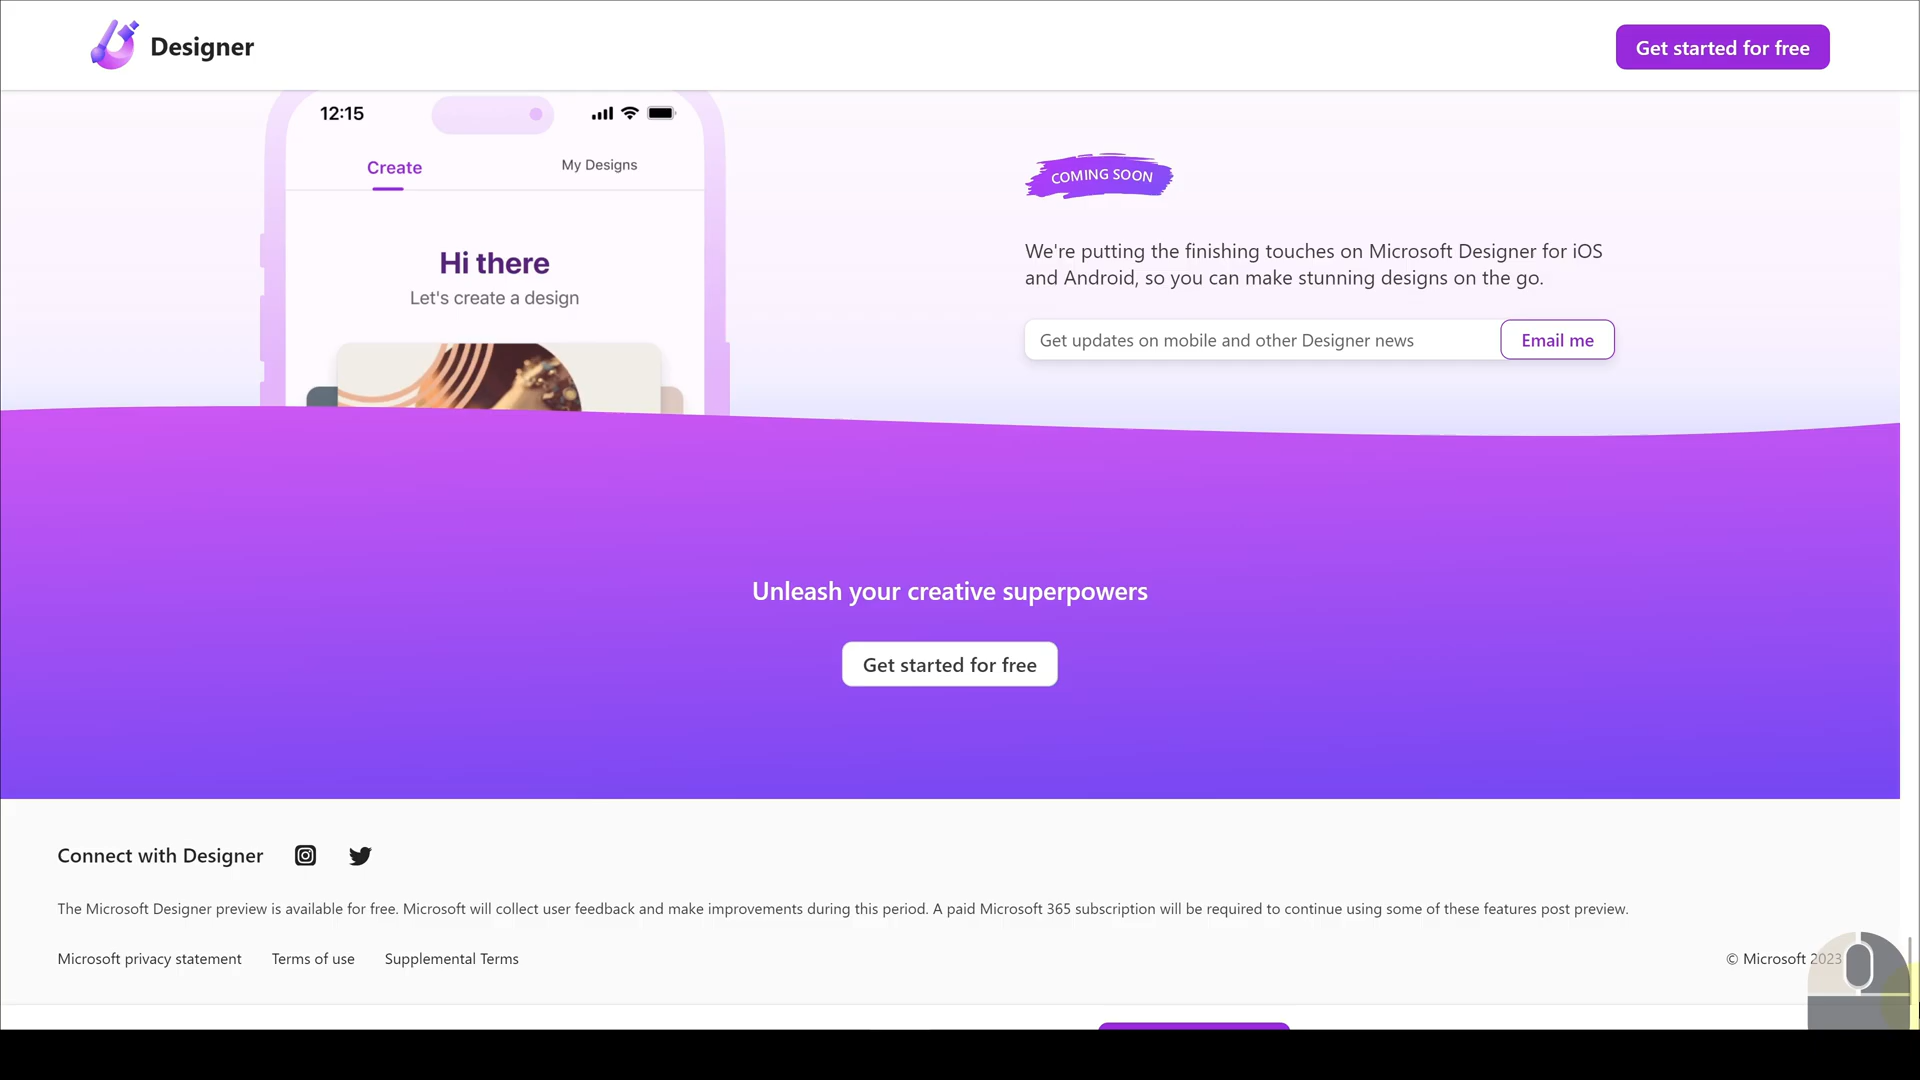 Designer
Get started for free
12:15
Create
My Designs
Hi there
Let's create a design
COMING SOON
We're putting the finishing touches on Microsoft Designer for iOS
and Android, so you can make stunning designs on the go.
Get updates on mobile and other Designer news
Email me
Unleash your creative superpowers
Get started for free
Connect with Designer
The Microsoft Designer preview is available for free. Microsoft will collect user feedback and make improvements during this period. A paid Microsoft 365 subscription will be required to continue using some of these features post preview.
Microsoft privacy statement
Terms of use
Supplemental Terms
© Microsoft 2023